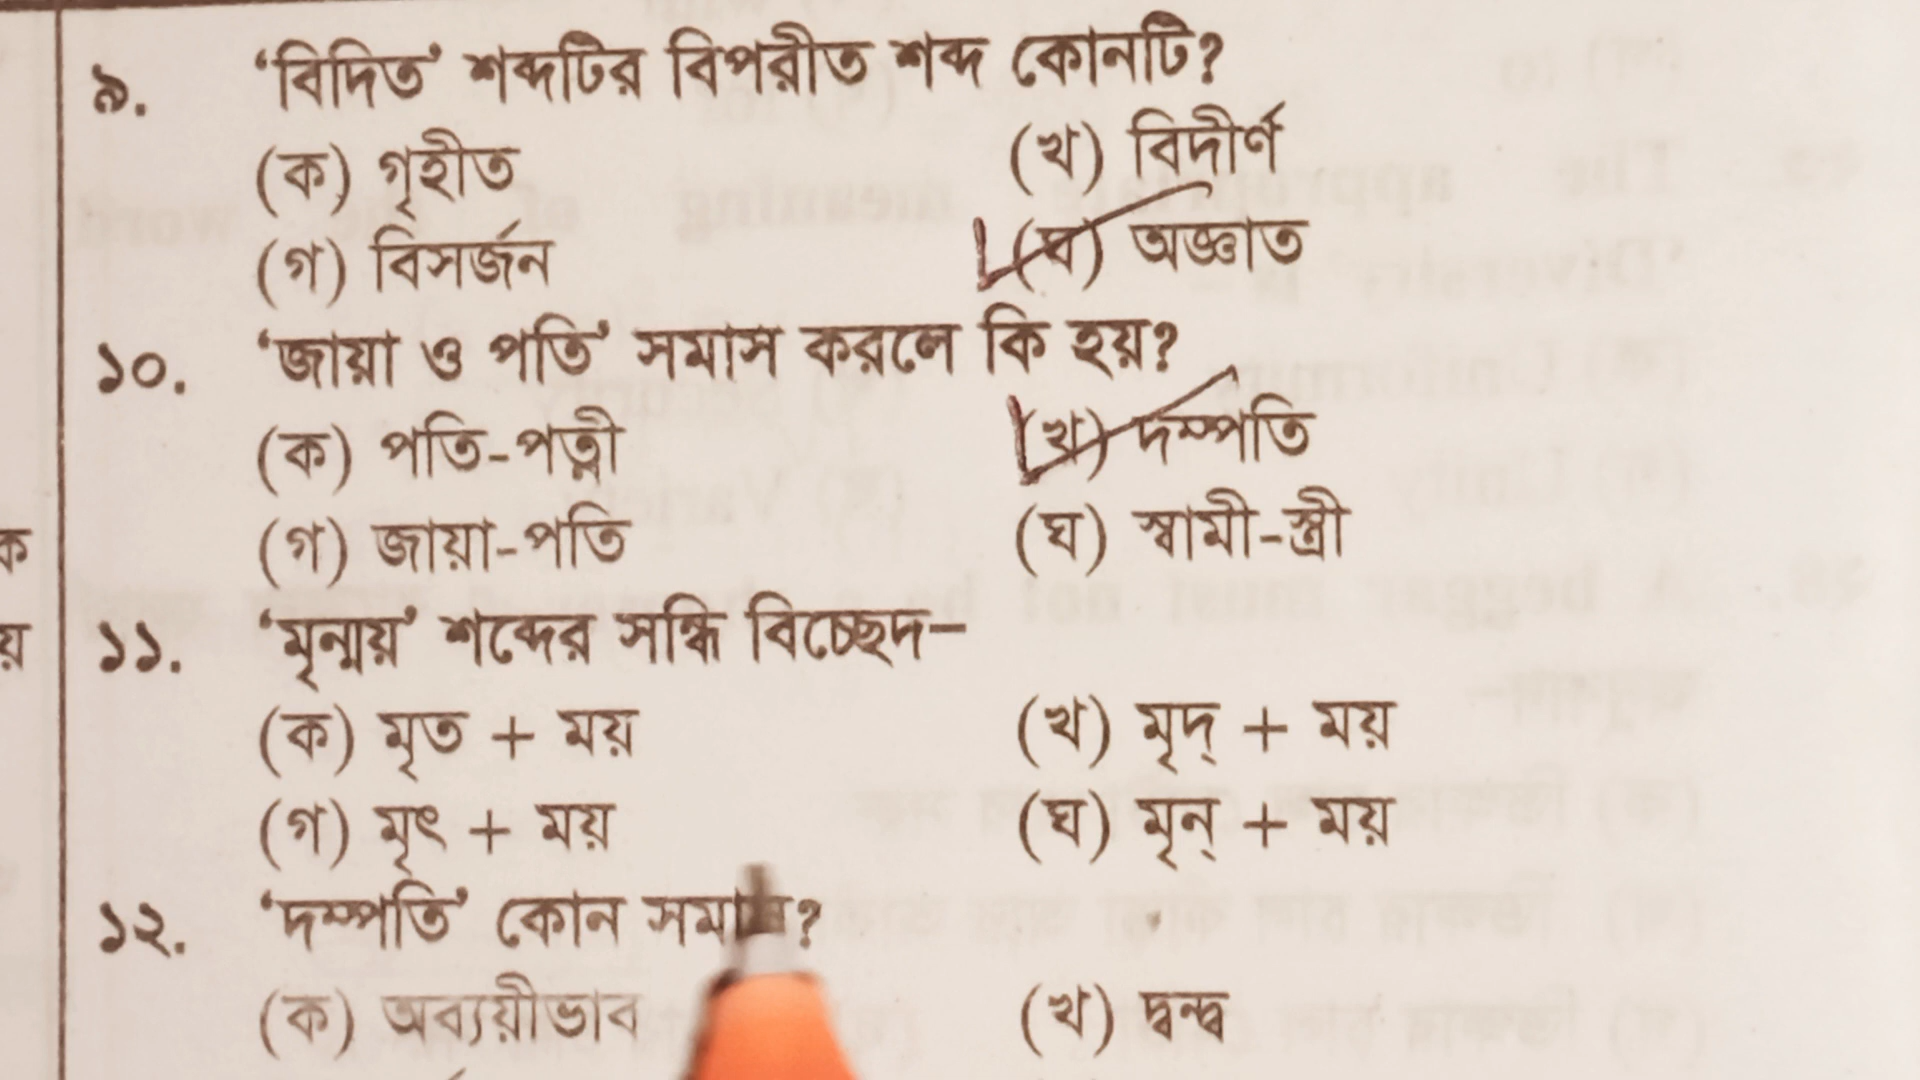 ৯. ‘বিদিত’ শব্দটির বিপরীত শব্দ কোনটি?
(ক) গৃহীত (খ) বিদীর্ণ
(গ) বিসর্জন (ঘ) অজ্ঞাত
১০. ‘জায়া ও পতি’ সমাস করলে কি হয়?
(ক) পতি-পত্নী (খ) দম্পতি
(গ) জায়া-পতি (ঘ) স্বামী-স্ত্রী
ক
য়
১১. ‘মৃন্ময়’ শব্দের সন্ধি বিচ্ছেদ–
(ক) মৃত + ময় (খ) মৃদ্ + ময়
(গ) মৃৎ + ময় (ঘ) মৃন্ + ময়
১২. ‘দম্পতি’ কোন সমাস?
(ক) অব্যয়ীভাব (খ) দ্বন্দ্ব